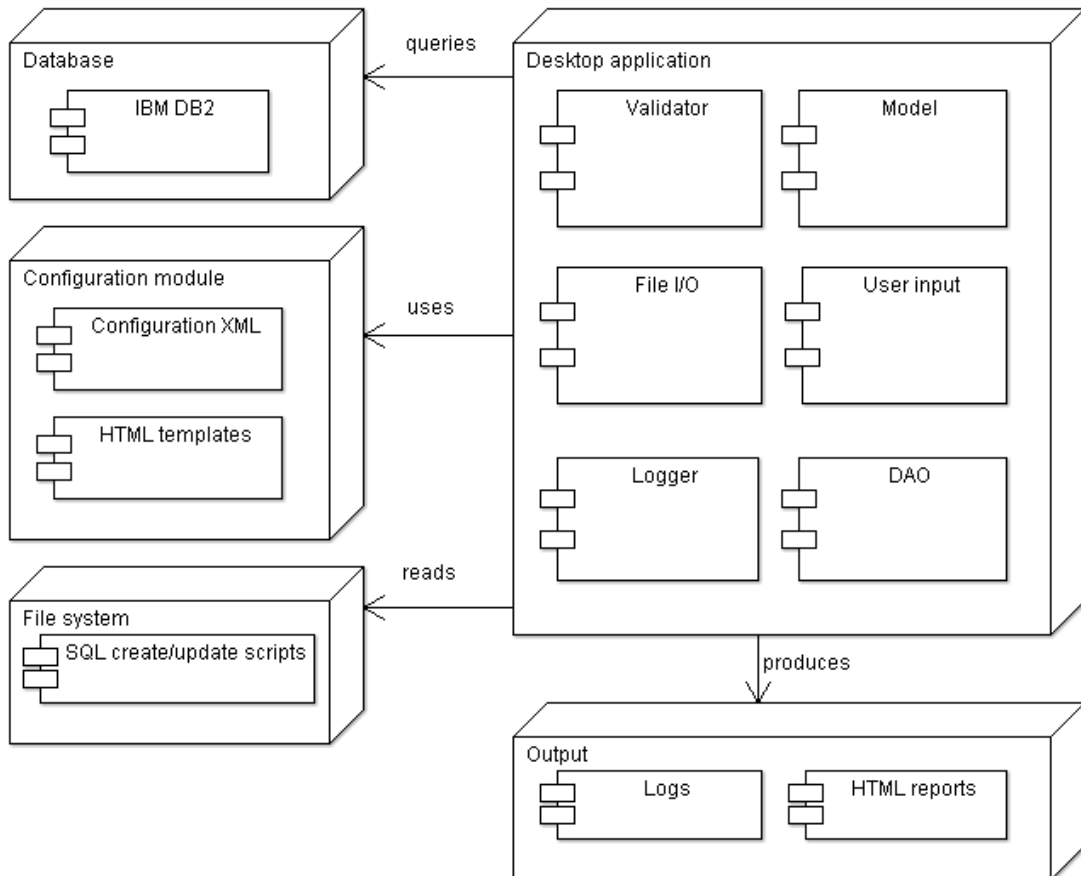 Database
IBM DB2
queries
Desktop application
Validator
Model
Configuration module
Configuration XML
HTML templates
uses
File I/O
User input
Logger
DAO
reads
File system
SQL create/update scripts
produces
Output
Logs
HTML reports